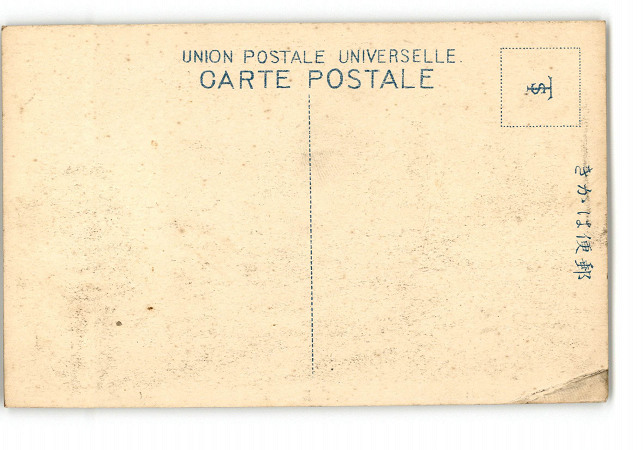 UNION POSTALE UNIVERSELLE.
CARTE POSTALE
きかは便郵